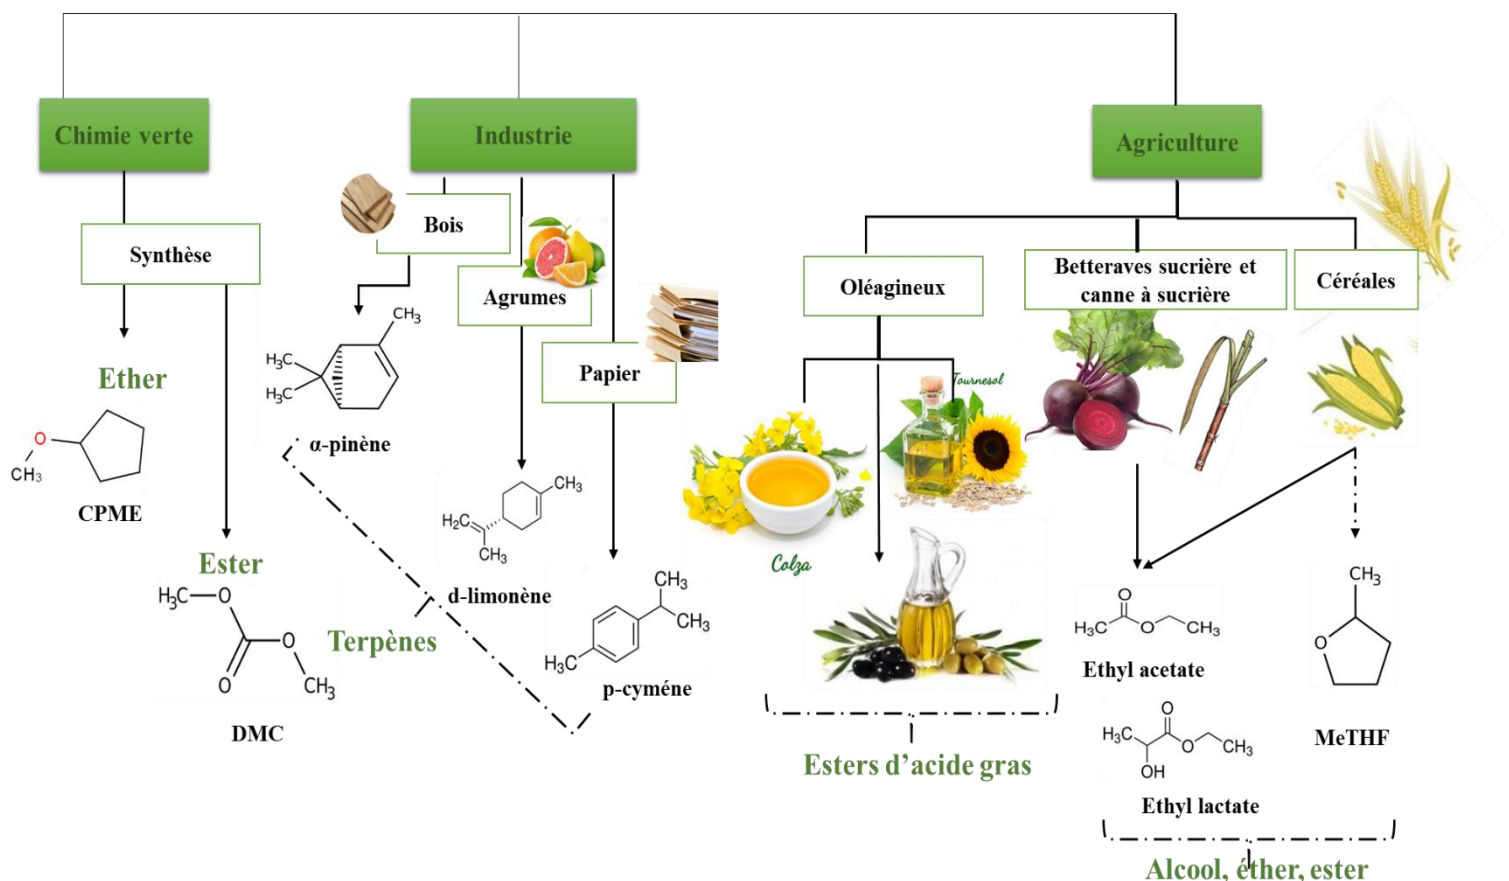 Chimie verte
Industrie
Agriculture
Synthèse
Bois
Agrumes
Papier
Oléagineux
Betteraves sucrière et
canne à sucrière
Céréales
Ether
O
CH₃
CPME
Ester
H₃C
O
O
O
CH₃
DMC
CH₃
H₃C
H₃C
α-pinène
CH₃
H₂C
CH₃
d-limonène
Terpènes
CH₃
CH₃
H₃C
p-cyméne
Tournesol
Colza
Esters d’acide gras
O
H₃C
O
CH₃
Ethyl acetate
O
H₃C
O
CH₃
OH
Ethyl lactate
CH₃
O
MeTHF
Alcool, éther, ester